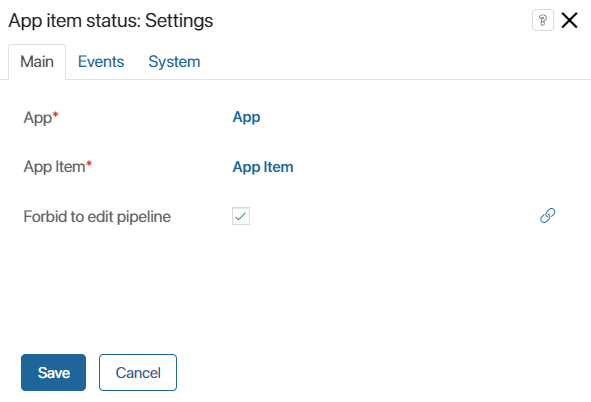 App item status: Settings
?
Main Events System
App* App
App Item* App Item
Forbid to edit pipeline
Save Cancel